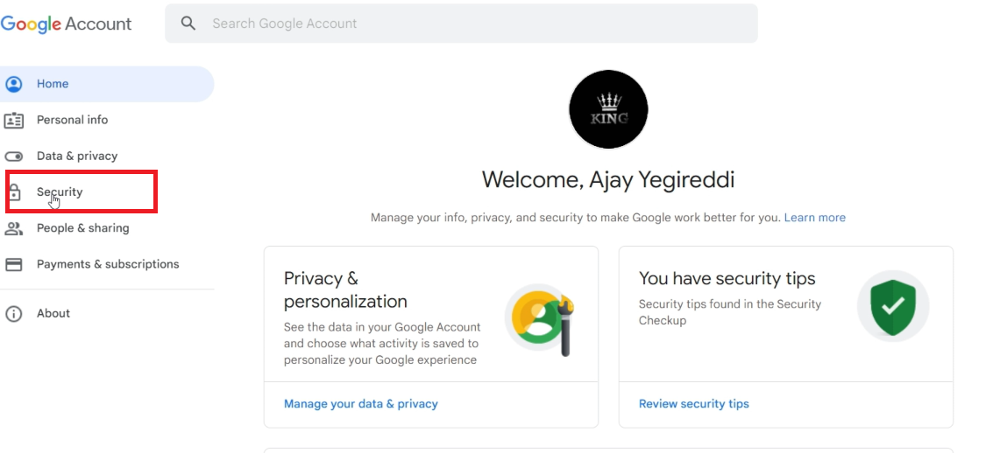 Google Account
Search Google Account
Home
Personal info
Data & privacy
Security
People & sharing
Payments & subscriptions
About
KING
Welcome, Ajay Yegireddi
Manage your info, privacy, and security to make Google work better for you. Learn more
Privacy &
personalization
See the data in your Google Account
and choose what activity is saved to
personalize your Google experience
Manage your data & privacy
You have security tips
Security tips found in the Security
Checkup
Review security tips